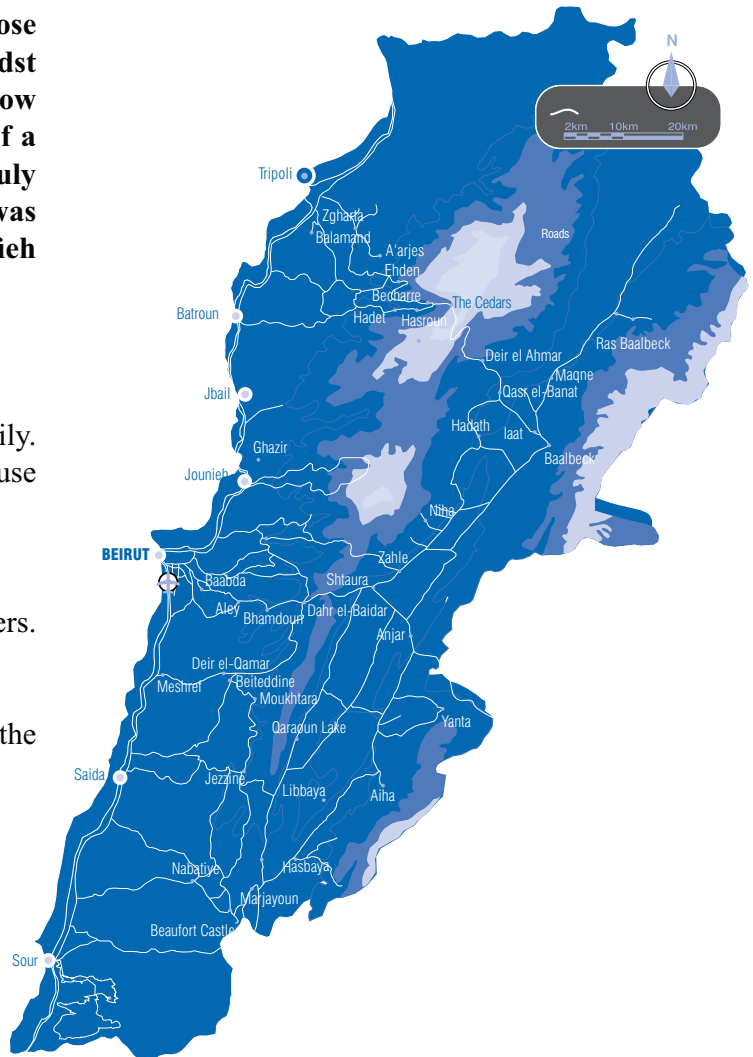 ose
dst
ow
f a
uly
was
ieh
ily.
use
ers.
the
N
2km 10km 20km
Roads
Tripoli
Zgharta
Balamand
A'arjes
Ehden
Becharre
The Cedars
Hadet
Hasroun
Batroun
Ras Baalbeck
Deir el Ahmar
Maqne
Qasr el-Banat
Jbail
Hadath
Iaat
Ghazir
Baalbeck
Jounieh
Niha
BEIRUT
Zahle
Baabda
Shtaura
Aley
Bhamdoun
Dahr el-Baidar
Anjar
Deir el-Qamar
Beiteddine
Meshref
Moukhtara
Yanta
Qaraoun Lake
Saida
Jezzine
Libbaya
Aiha
Nabatiye
Hasbaya
Marjayoun
Beaufort Castle
Sour